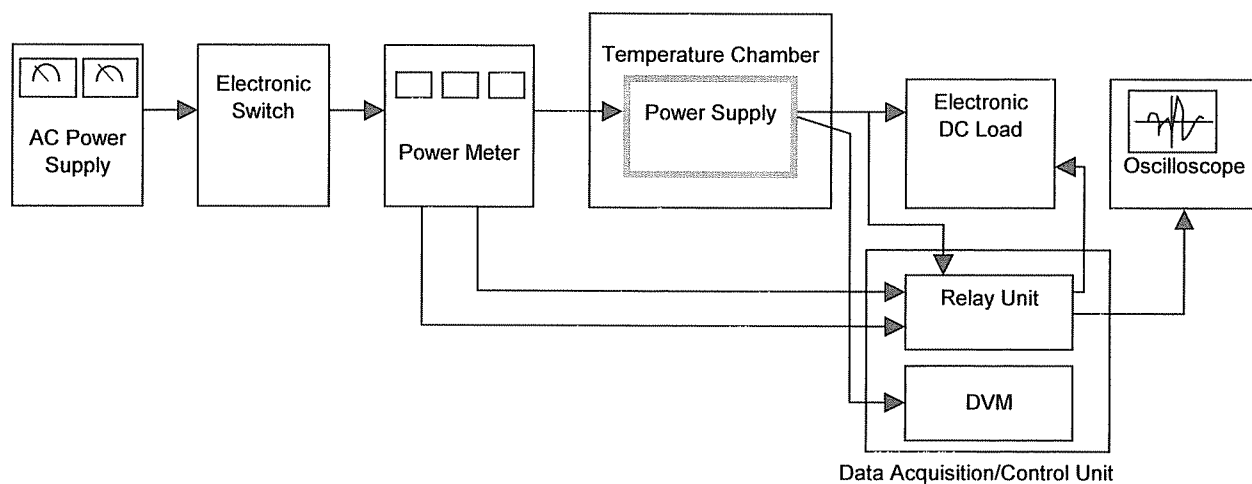 AC Power
Supply
Electronic
Switch
Power Meter
Temperature Chamber
Power Supply
Electronic
DC Load
Oscilloscope
Relay Unit
DVM
Data Acquisition/Control Unit